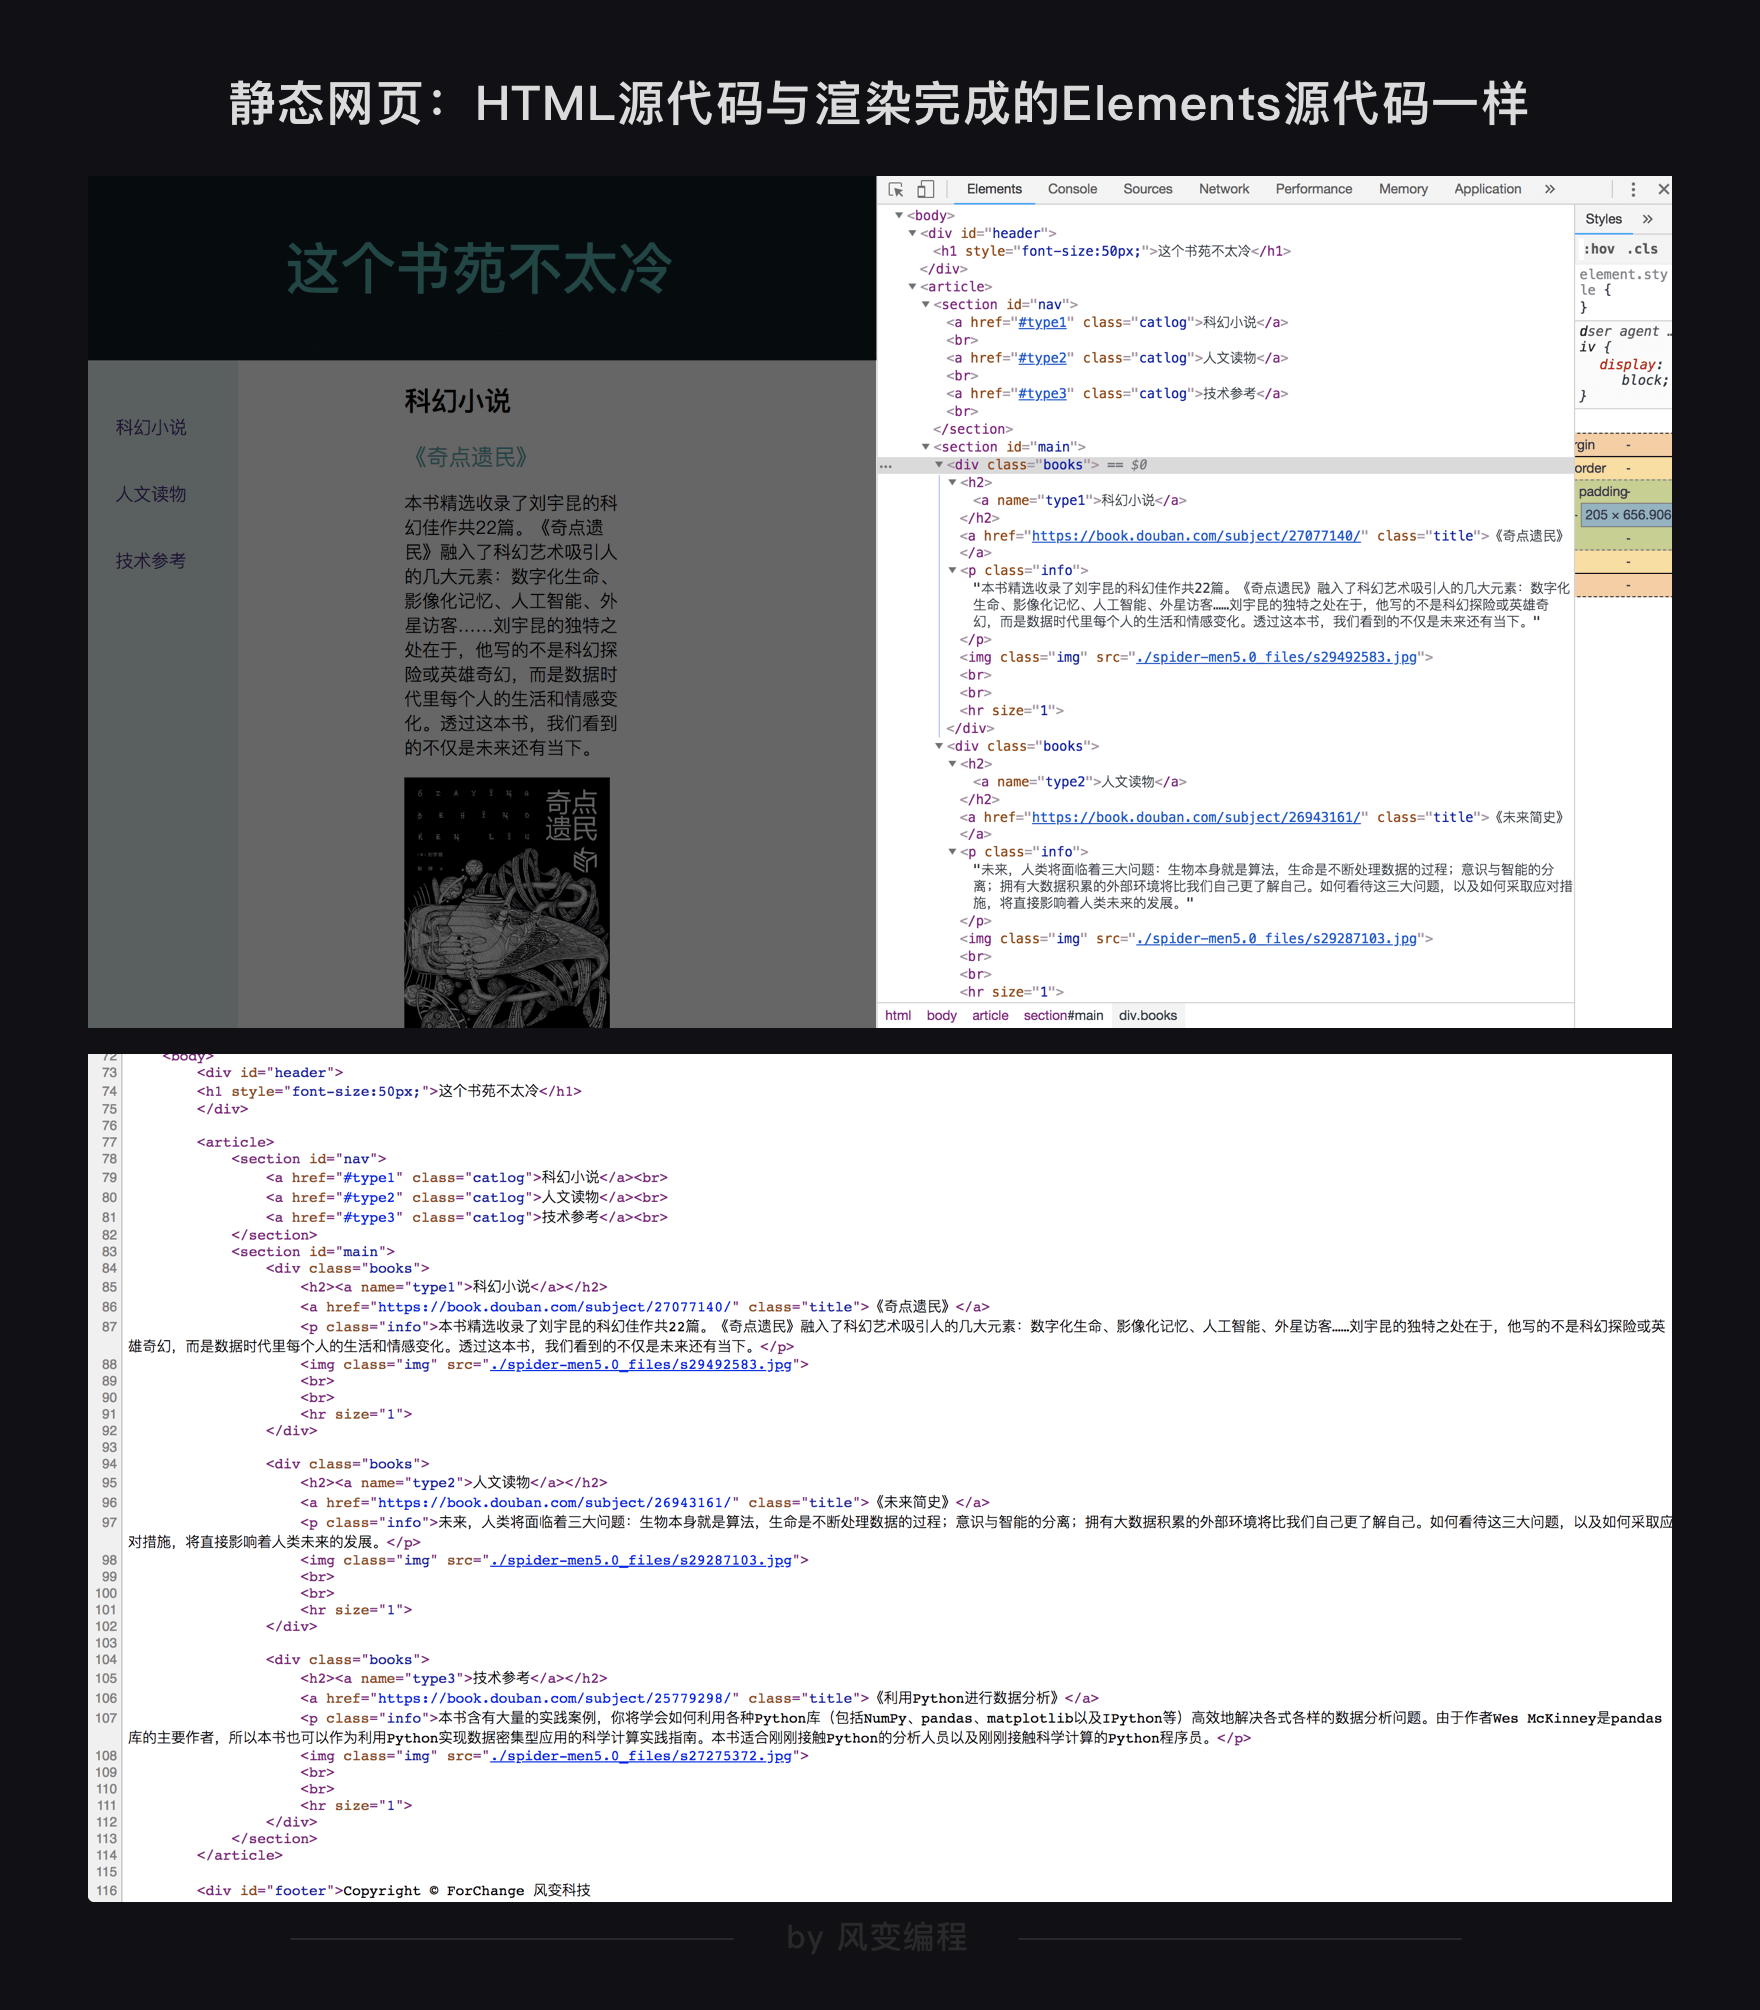 静态网页：HTML源代码与渲染完成的Elements源代码一样
这个书苑不太冷
科幻小说
人文读物
技术参考
科幻小说
《奇点遗民》
本书精选收录了刘宇昆的科
幻佳作共22篇。《奇点遗
民》融入了科幻艺术吸引人
的几大元素：数字化生命、
影像化记忆、人工智能、外
星访客……刘宇昆的独特之
处在于，他写的不是科幻探
险或英雄奇幻，而是数据时
代里每个人的生活和情感变
化。透过这本书，我们看到
的不仅是未来还有当下。
奇点
遗民
Elements Console Sources Network Performance Memory Application »
<body>
<div id="header">
<h1 style="font-size:50px;">这个书苑不太冷</h1>
</div>
<article>
<section id="nav">
<a href="#type1" class="catlog">科幻小说</a>
<br>
<a href="#type2" class="catlog">人文读物</a>
<br>
<a href="#type3" class="catlog">技术参考</a>
<br>
</section>
<section id="main">
… <div class="books"> == $0
<h2>
<a name="type1">科幻小说</a>
</h2>
<a href="https://book.douban.com/subject/27077140/" class="title">《奇点遗民》
</a>
<p class="info">
"本书精选收录了刘宇昆的科幻佳作共22篇。《奇点遗民》融入了科幻艺术吸引人的几大元素：数字化
生命、影像化记忆、人工智能、外星访客……刘宇昆的独特之处在于，他写的不是科幻探险或英雄奇
幻，而是数据时代里每个人的生活和情感变化。透过这本书，我们看到的不仅是未来还有当下。"
</p>
<img class="img" src="./spider-men5.0_files/s29492583.jpg">
<br>
<br>
<hr size="1">
</div>
<div class="books">
<h2>
<a name="type2">人文读物</a>
</h2>
<a href="https://book.douban.com/subject/26943161/" class="title">《未来简史》
</a>
<p class="info">
"未来，人类将面临着三大问题：生物本身就是算法，生命是不断处理数据的过程；意识与智能的分
离；拥有大数据积累的外部环境将比我们自己更了解自己。如何看待这三大问题，以及如何采取应对措
施，将直接影响着人类未来的发展。"
</p>
<img class="img" src="./spider-men5.0_files/s29287103.jpg">
<br>
<br>
<hr size="1">
html body article section#main div.books
Styles »
:hov .cls
element.sty
le {
}
dser agent …
iv {
display:
block;
}
rgin -
order -
padding-
- 205 × 656.906
-
-
-
72 <body>
73 <div id="header">
74 <h1 style="font-size:50px;">这个书苑不太冷</h1>
75 </div>
76
77 <article>
78 <section id="nav">
79 <a href="#type1" class="catlog">科幻小说</a><br>
80 <a href="#type2" class="catlog">人文读物</a><br>
81 <a href="#type3" class="catlog">技术参考</a><br>
82 </section>
83 <section id="main">
84 <div class="books">
85 <h2><a name="type1">科幻小说</a></h2>
86 <a href="https://book.douban.com/subject/27077140/" class="title">《奇点遗民》</a>
87 <p class="info">本书精选收录了刘宇昆的科幻佳作共22篇。《奇点遗民》融入了科幻艺术吸引人的几大元素：数字化生命、影像化记忆、人工智能、外星访客……刘宇昆的独特之处在于，他写的不是科幻探险或英
雄奇幻，而是数据时代里每个人的生活和情感变化。透过这本书，我们看到的不仅是未来还有当下。</p>
88 <img class="img" src="./spider-men5.0_files/s29492583.jpg">
89 <br>
90 <br>
91 <hr size="1">
92 </div>
93
94 <div class="books">
95 <h2><a name="type2">人文读物</a></h2>
96 <a href="https://book.douban.com/subject/26943161/" class="title">《未来简史》</a>
97 <p class="info">未来，人类将面临着三大问题：生物本身就是算法，生命是不断处理数据的过程；意识与智能的分离；拥有大数据积累的外部环境将比我们自己更了解自己。如何看待这三大问题，以及如何采取应
对措施，将直接影响着人类未来的发展。</p>
98 <img class="img" src="./spider-men5.0_files/s29287103.jpg">
99 <br>
100 <br>
101 <hr size="1">
102 </div>
103
104 <div class="books">
105 <h2><a name="type3">技术参考</a></h2>
106 <a href="https://book.douban.com/subject/25779298/" class="title">《利用Python进行数据分析》</a>
107 <p class="info">本书含有大量的实践案例，你将学会如何利用各种Python库（包括NumPy、pandas、matplotlib以及IPython等）高效地解决各式各样的数据分析问题。由于作者Wes McKinney是pandas
库的主要作者，所以本书也可以作为利用Python实现数据密集型应用的科学计算实践指南。本书适合刚刚接触Python的分析人员以及刚刚接触科学计算的Python程序员。</p>
108 <img class="img" src="./spider-men5.0_files/s27275372.jpg">
109 <br>
110 <br>
111 <hr size="1">
112 </div>
113 </section>
114 </article>
115
116 <div id="footer">Copyright © ForChange 风变科技
by 风变编程